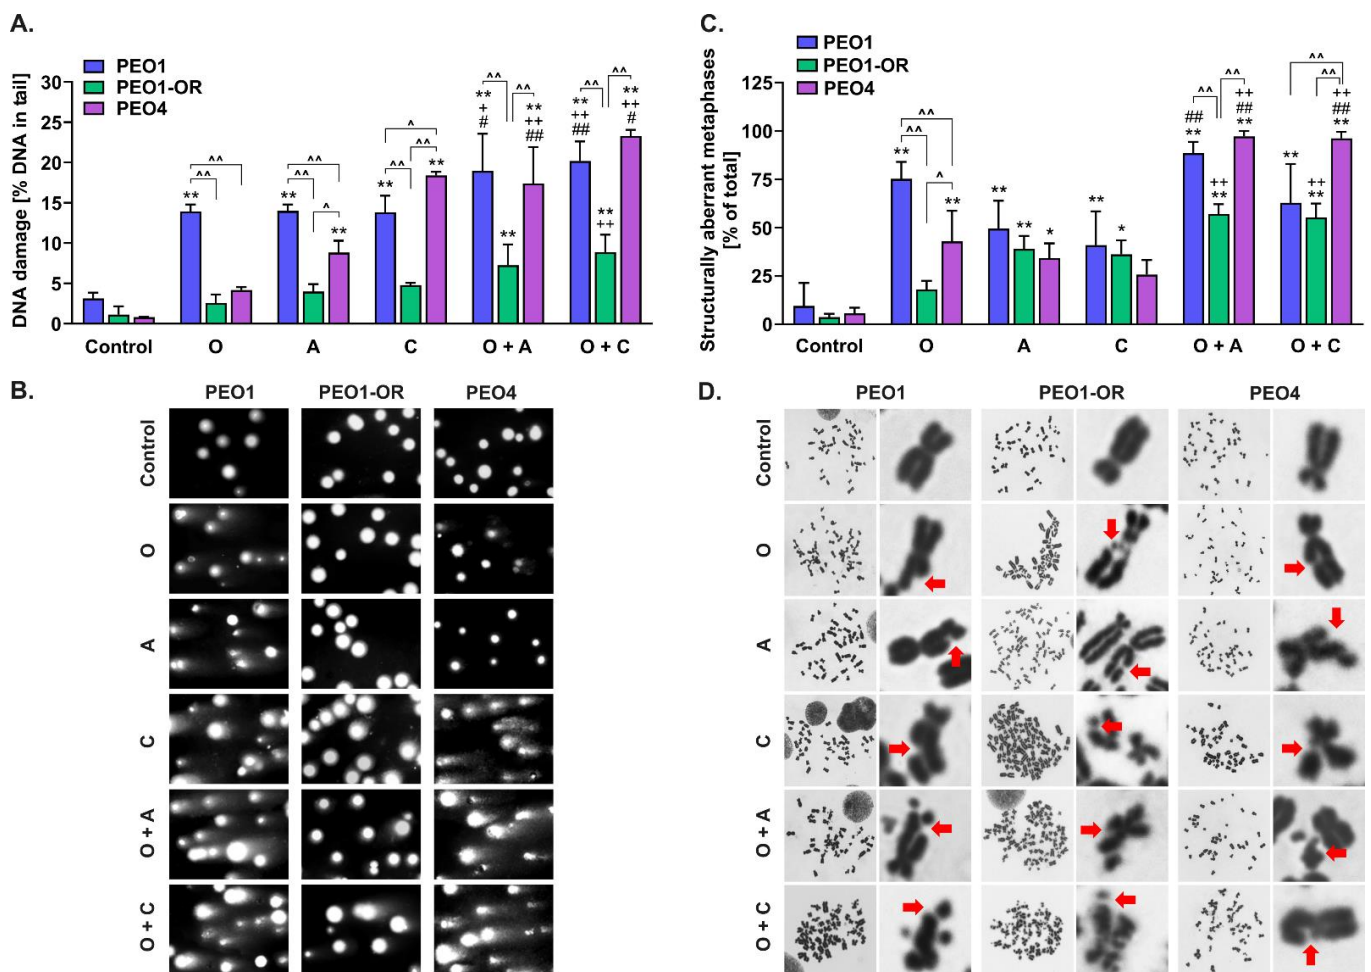 A.
PEO1
PEO1-OR
PEO4
DNA damage [% DNA in tail]
30
25
20
15
10
5
0
** ^^ ^^
** ^^ ^^ ^ **
** ^^ ^^ ^ **
** + # ^^ ** ^^ ** ++ ##
** ++ ## ^^ ** ++ ^^ ** ++ #
Control O A C O + A O + C
C.
PEO1
PEO1-OR
PEO4
Structurally aberrant metaphases
[% of total]
125
100
75
50
25
0
** ^^ ^^ ^ **
** ** *
** *
## ** ^^ ++ ** ^^ ++ ## **
** ^^ ++ ** ^^ ++ ## **
Control O A C O + A O + C
B.
PEO1 PEO1-OR PEO4
Control
O
A
C
O + A
O + C
D.
PEO1 PEO1-OR PEO4
Control
O
A
C
O + A
O + C